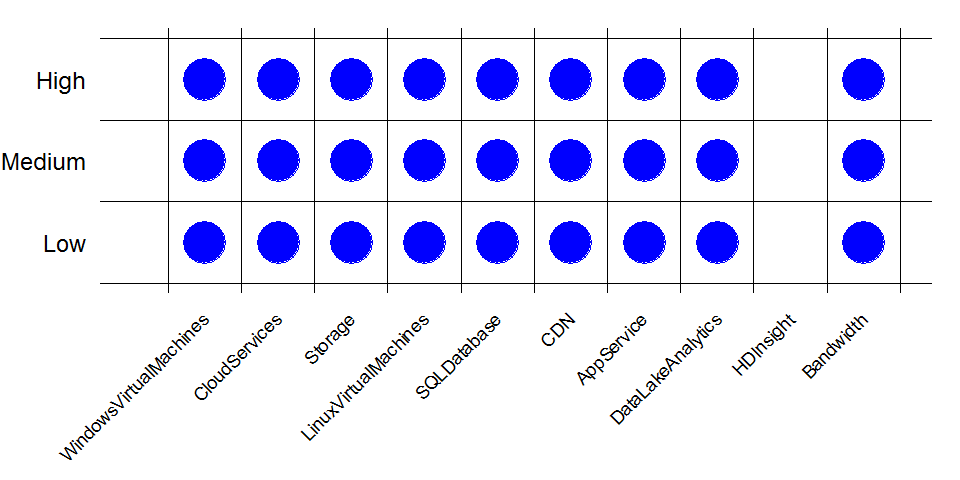 High
Medium
Low
WindowsVirtualMachines
CloudServices
Storage
LinuxVirtualMachines
SQLDatabase
CDN
AppService
DataLakeAnalytics
HDInsight
Bandwidth